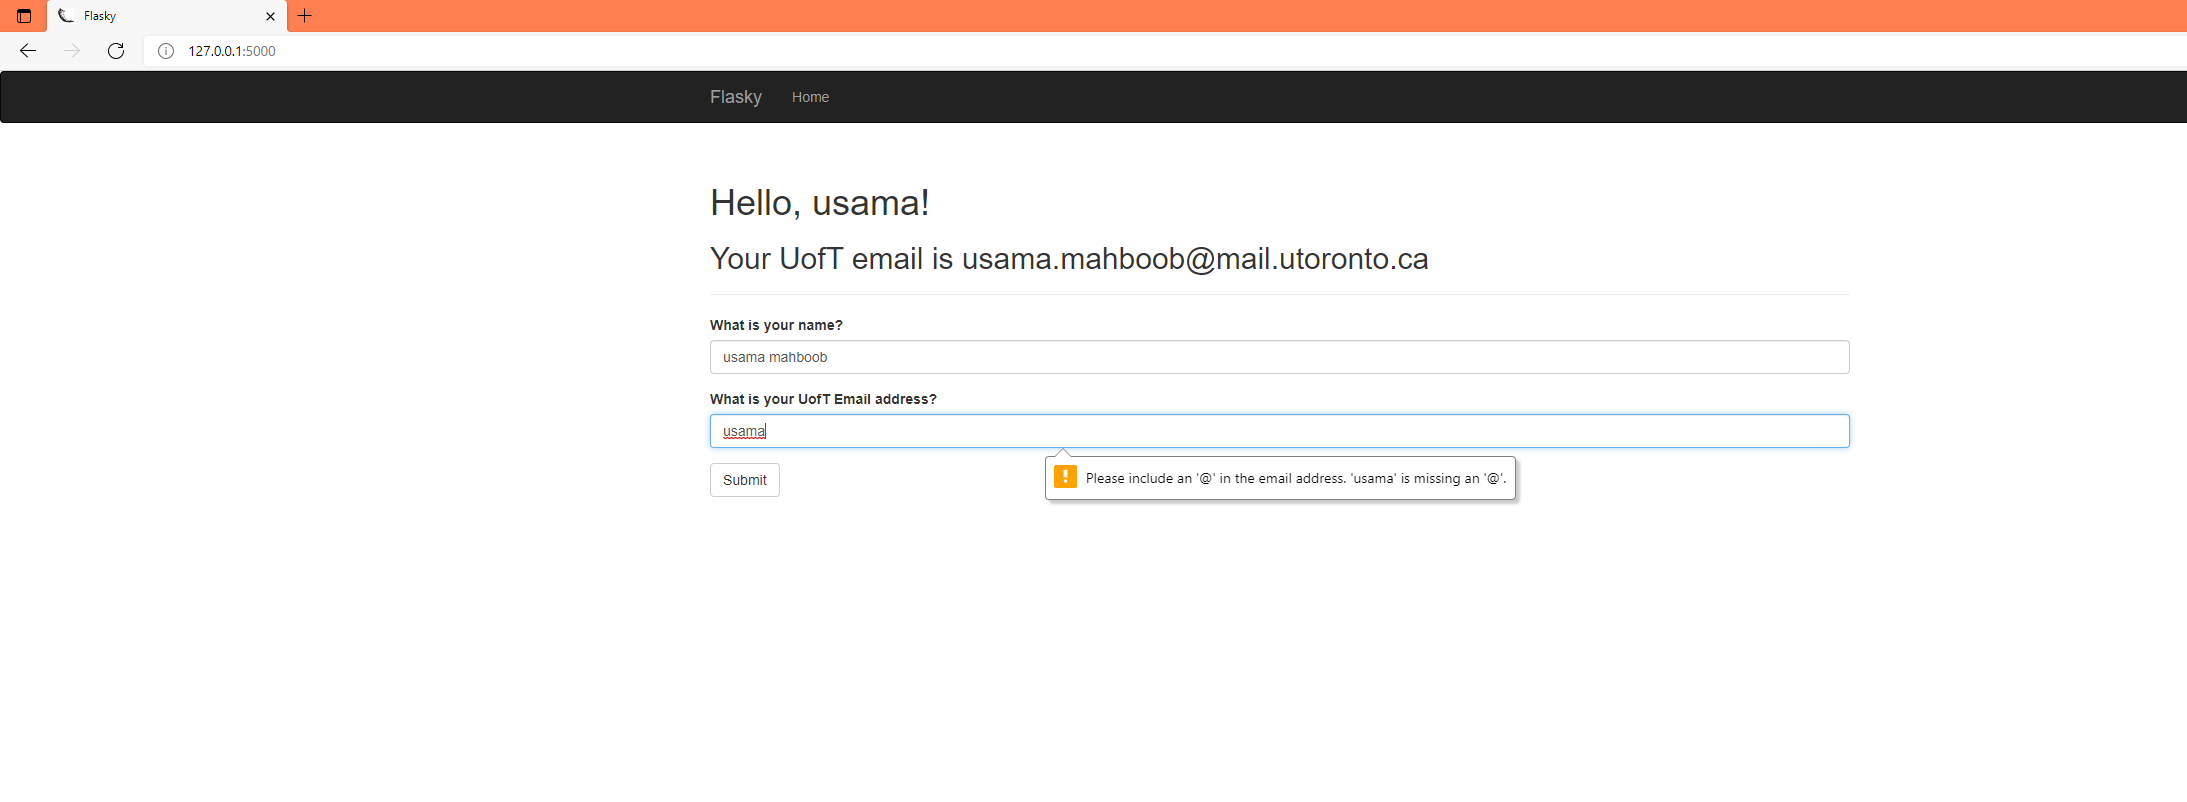 Flasky
127.0.0.1:5000
Flasky Home
Hello, usama!
Your UofT email is usama.mahboob@mail.utoronto.ca
What is your name?
usama mahboob
What is your UofT Email address?
usama
Submit
Please include an '@' in the email address. 'usama' is missing an '@'.